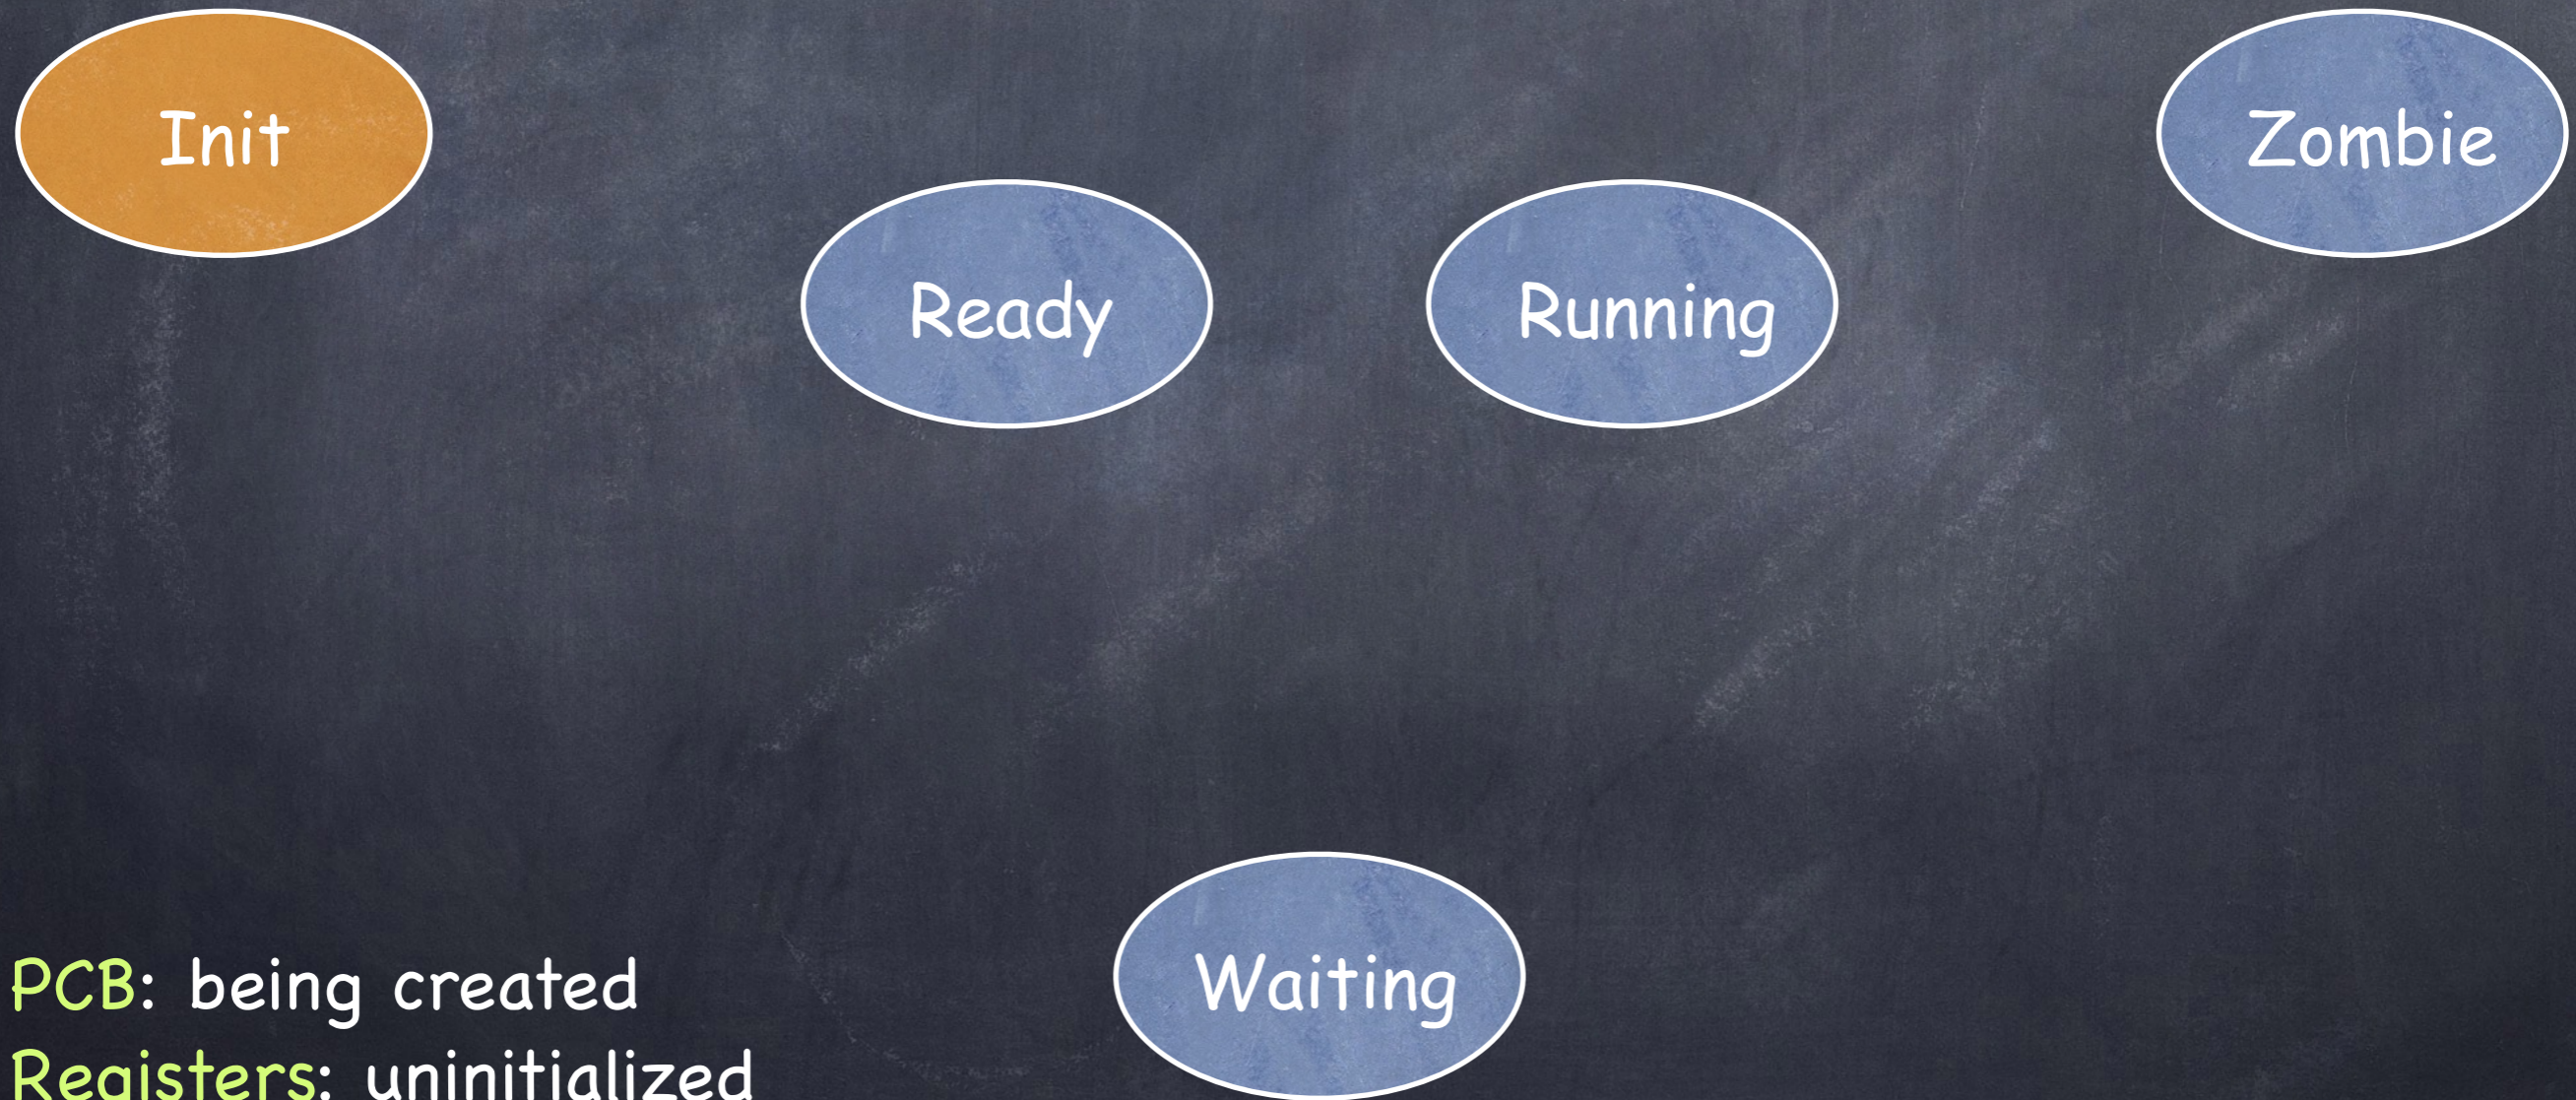 Init
Zombie
Ready
Running
Waiting
PCB: being created
Registers: uninitialized